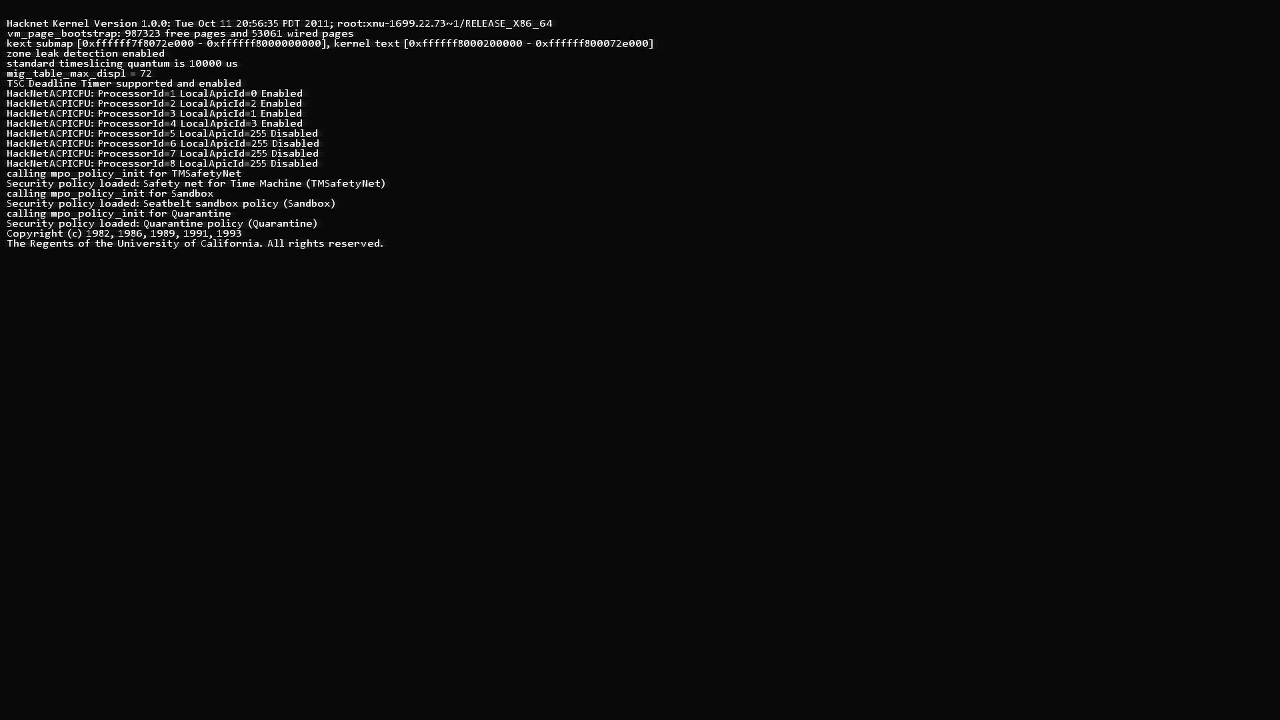 Hacknet Kernel Version 1.0.0: Tue Oct 11 20:56:35 PDT 2011; root:xnu-1699.22.73~1/RELEASE_X86_64
vm_page_bootstrap: 987323 free pages and 53061 wired pages
kext submap [0xffffff7f8072e000 - 0xffffff8000000000], kernel text [0xffffff8000200000 - 0xffffff800072e000]
zone leak detection enabled
standard timeslicing quantum is 10000 us
mig_table_max_displ = 72
TSC Deadline Timer supported and enabled
HackNetACPICPU: ProcessorId=1 LocalApicId=0 Enabled
HackNetACPICPU: ProcessorId=2 LocalApicId=2 Enabled
HackNetACPICPU: ProcessorId=3 LocalApicId=1 Enabled
HackNetACPICPU: ProcessorId=4 LocalApicId=3 Enabled
HackNetACPICPU: ProcessorId=5 LocalApicId=255 Disabled
HackNetACPICPU: ProcessorId=6 LocalApicId=255 Disabled
HackNetACPICPU: ProcessorId=7 LocalApicId=255 Disabled
HackNetACPICPU: ProcessorId=8 LocalApicId=255 Disabled
calling mpo_policy_init for TMSafetyNet
Security policy loaded: Safety net for Time Machine (TMSafetyNet)
calling mpo_policy_init for Sandbox
Security policy loaded: Seatbelt sandbox policy (Sandbox)
calling mpo_policy_init for Quarantine
Security policy loaded: Quarantine policy (Quarantine)
Copyright (c) 1982, 1986, 1989, 1991, 1993
The Regents of the University of California. All rights reserved.